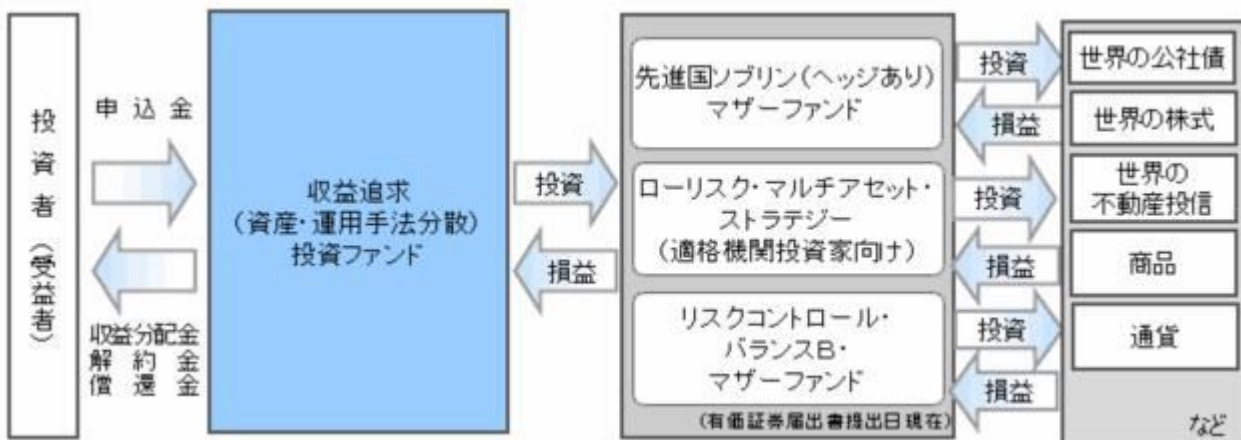 投資者(受益者)
申込金
収益分配金
解約金
償還金
収益追求
(資産・運用手法分散)
投資ファンド
投資
損益
先進国ソブリン(ヘッジあり)
マザーファンド
ローリスク・マルチアセット・
ストラテジー
(適格機関投資家向け)
リスクコントロール・
バランスB・
マザーファンド
(有価証券届出書提出日現在)
投資
損益
投資
損益
投資
損益
世界の公社債
世界の株式
世界の
不動産投信
商品
通貨
など